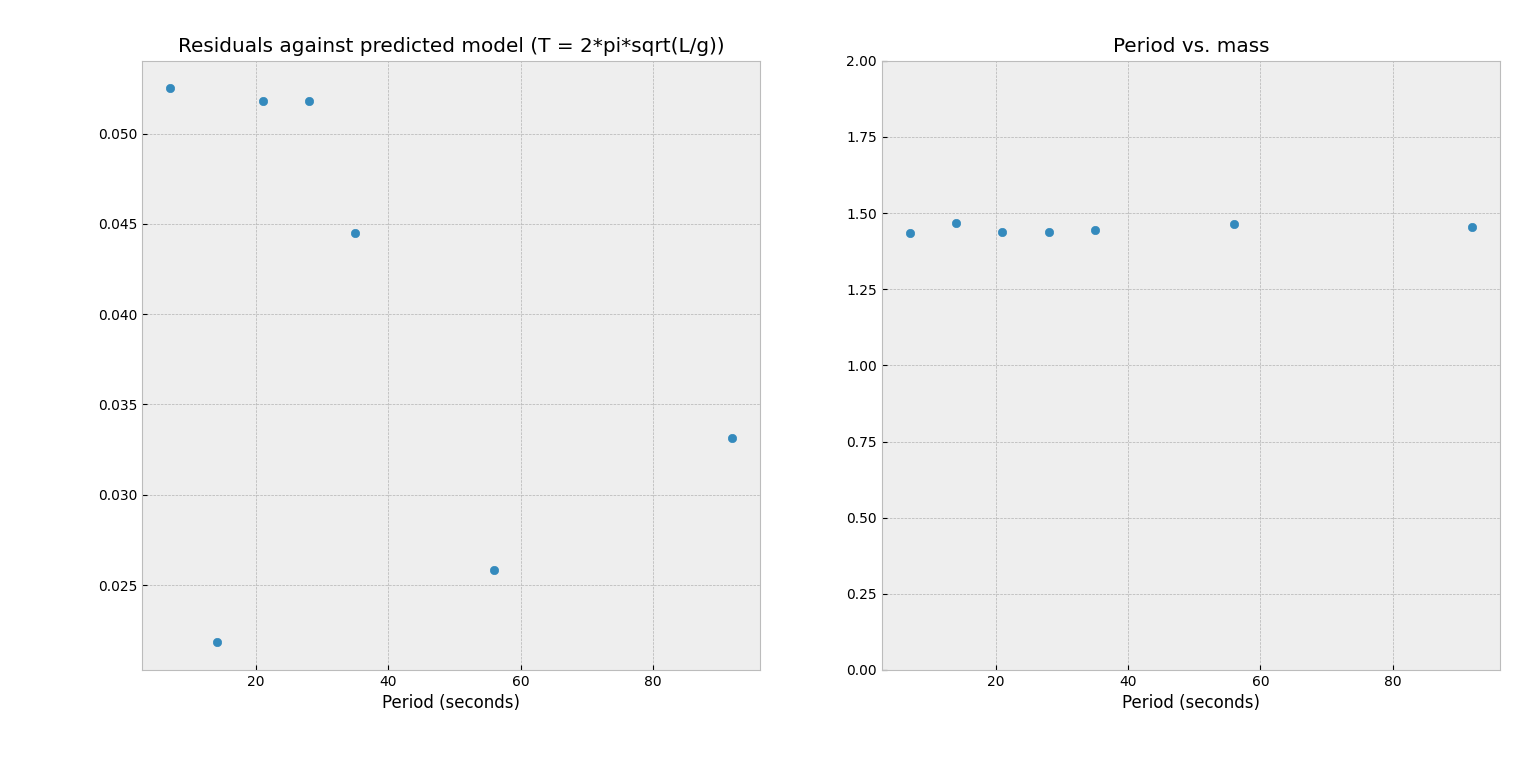 Residuals against predicted model (T = 2*pi*sqrt(L/g))
0.050
0.045
0.040
0.035
0.030
0.025
20 40 60 80
Period (seconds)
Period vs. mass
2.00
1.75
1.50
1.25
1.00
0.75
0.50
0.25
0.00
20 40 60 80
Period (seconds)